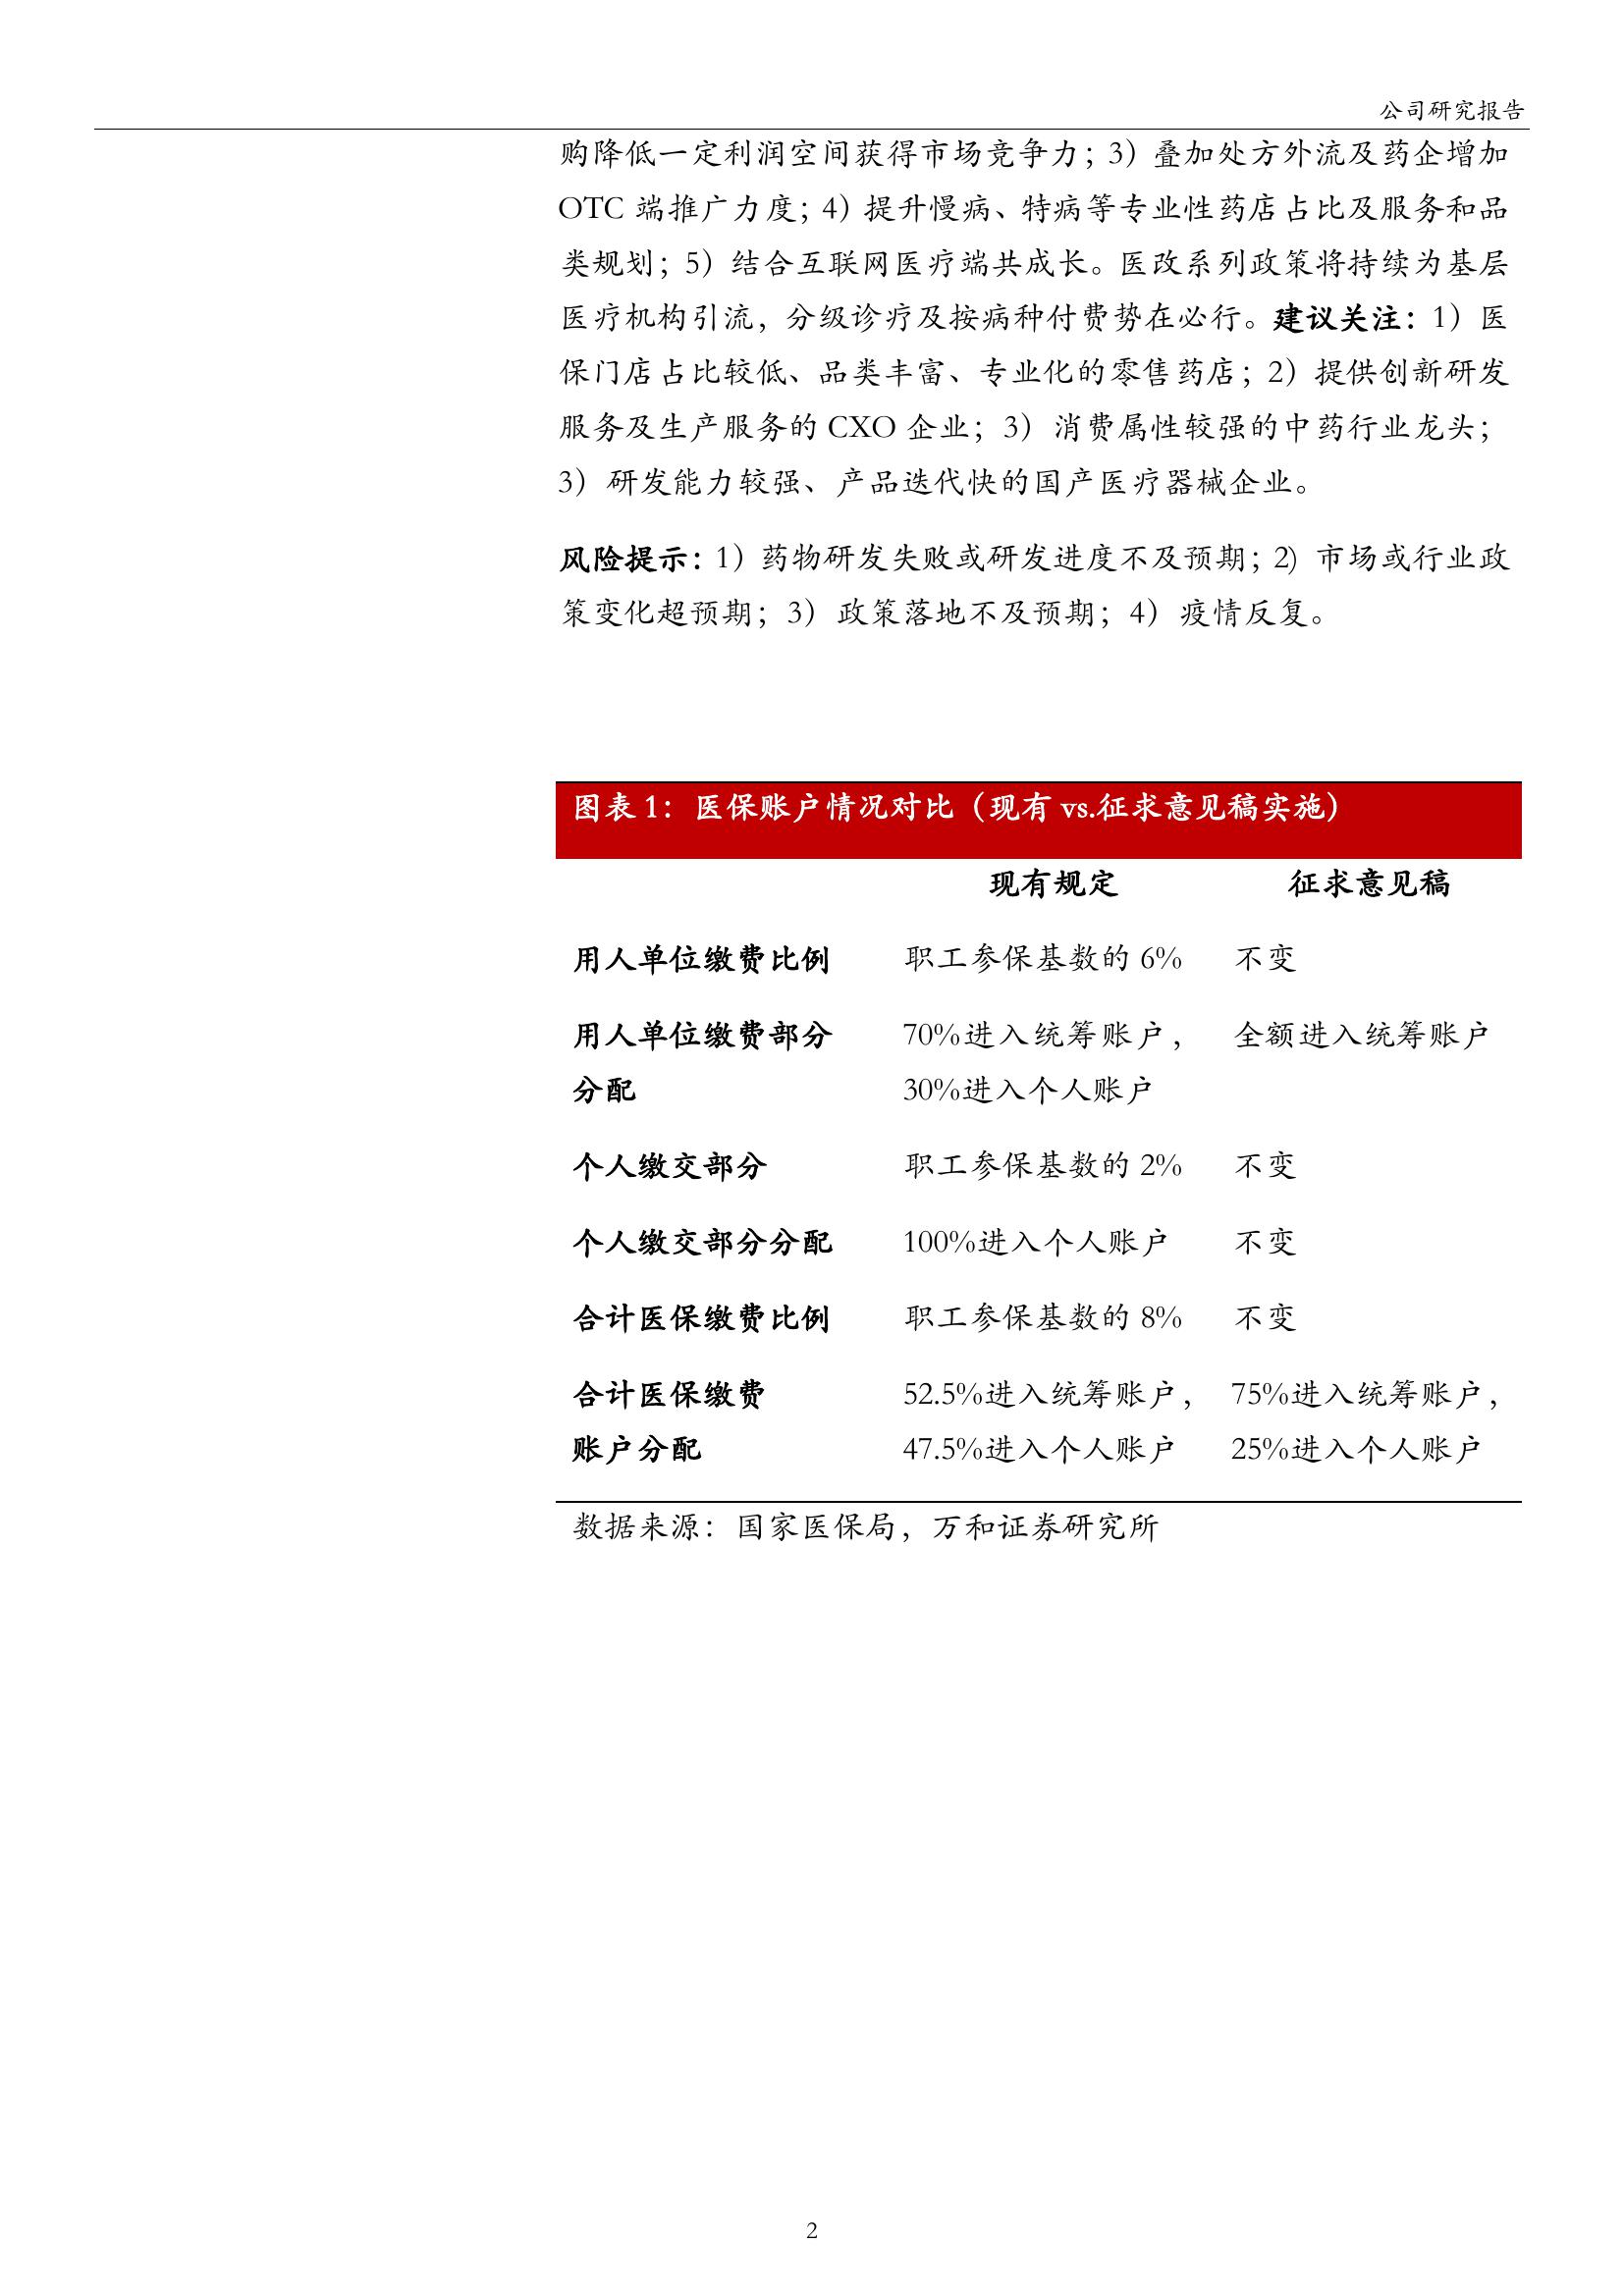 公司研究报告
购降低一定利润空间获得市场竞争力；3）叠加处方外流及药企增加
OTC 端推广力度；4）提升慢病、特病等专业性药店占比及服务和品
类规划；5）结合互联网医疗端共成长。医改系列政策将持续为基层
医疗机构引流，分级诊疗及按病种付费势在必行。建议关注：1）医
保门店占比较低、品类丰富、专业化的零售药店；2）提供创新研发
服务及生产服务的 CXO 企业；3）消费属性较强的中药行业龙头；
3）研发能力较强、产品迭代快的国产医疗器械企业。
风险提示：1）药物研发失败或研发进度不及预期；2) 市场或行业政
策变化超预期；3）政策落地不及预期；4）疫情反复。
图表 1：医保账户情况对比（现有 vs.征求意见稿实施）
现有规定 征求意见稿
用人单位缴费比例 职工参保基数的 6% 不变
用人单位缴费部分 70%进入统筹账户， 全额进入统筹账户
分配 30%进入个人账户
个人缴交部分 职工参保基数的 2% 不变
个人缴交部分分配 100%进入个人账户 不变
合计医保缴费比例 职工参保基数的 8% 不变
合计医保缴费 52.5%进入统筹账户， 75%进入统筹账户，
账户分配 47.5%进入个人账户 25%进入个人账户
数据来源：国家医保局，万和证券研究所
2